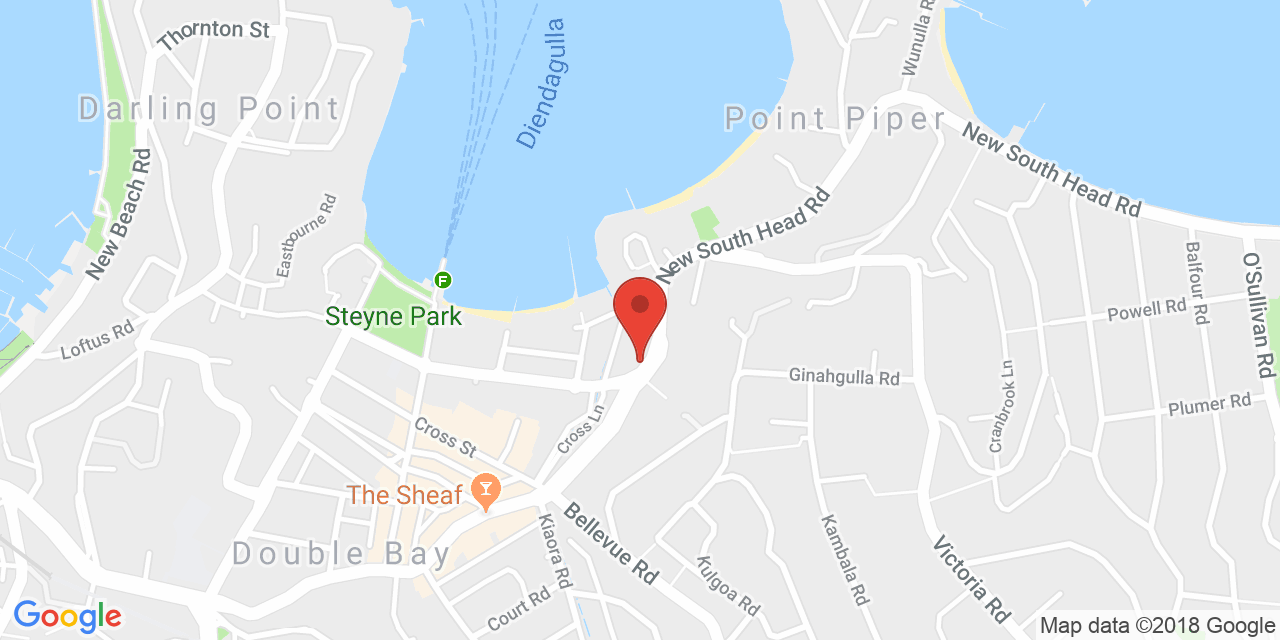 Thornton St
Darling Point
Diendagulla
Wunulla R
Point Piper
New South Head Rd
New Beach Rd
Eastbourne Rd
New South Head Rd
Balfour Rd
O'Sullivan Rd
Steyne Park
F
Loftus Rd
Powell Rd
Ginahgulla Rd
Cranbrook Ln
Plumer Rd
Cross St
Cross Ln
The Sheaf
Kiaora Rd
Bellevue Rd
Double Bay
Kambala Rd
Victoria Rd
Kulgoa Rd
Court Rd
Google
Map data ©2018 Google